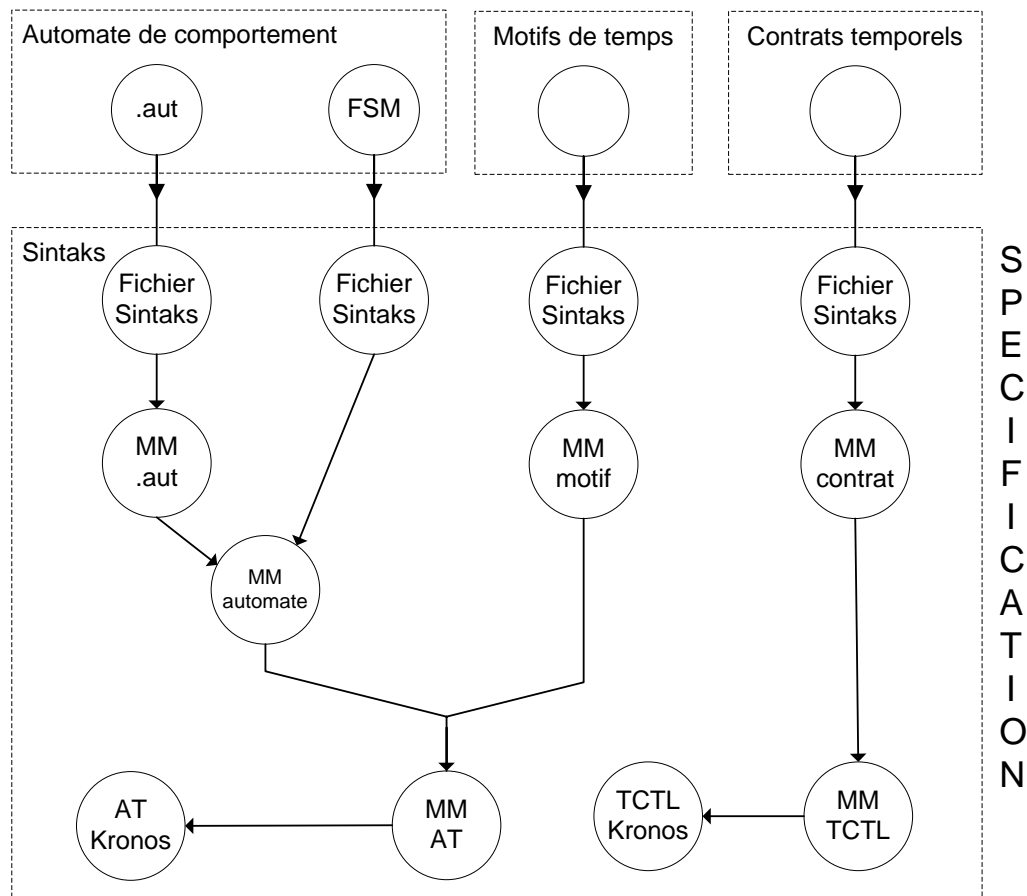 Automate de comportement
Motifs de temps
Contrats temporels
.aut
FSM
Sintaks
Fichier
Sintaks
Fichier
Sintaks
Fichier
Sintaks
Fichier
Sintaks
MM
.aut
MM
motif
MM
contrat
MM
automate
AT
Kronos
MM
AT
TCTL
Kronos
MM
TCTL
S
P
E
C
I
F
I
C
A
T
I
O
N